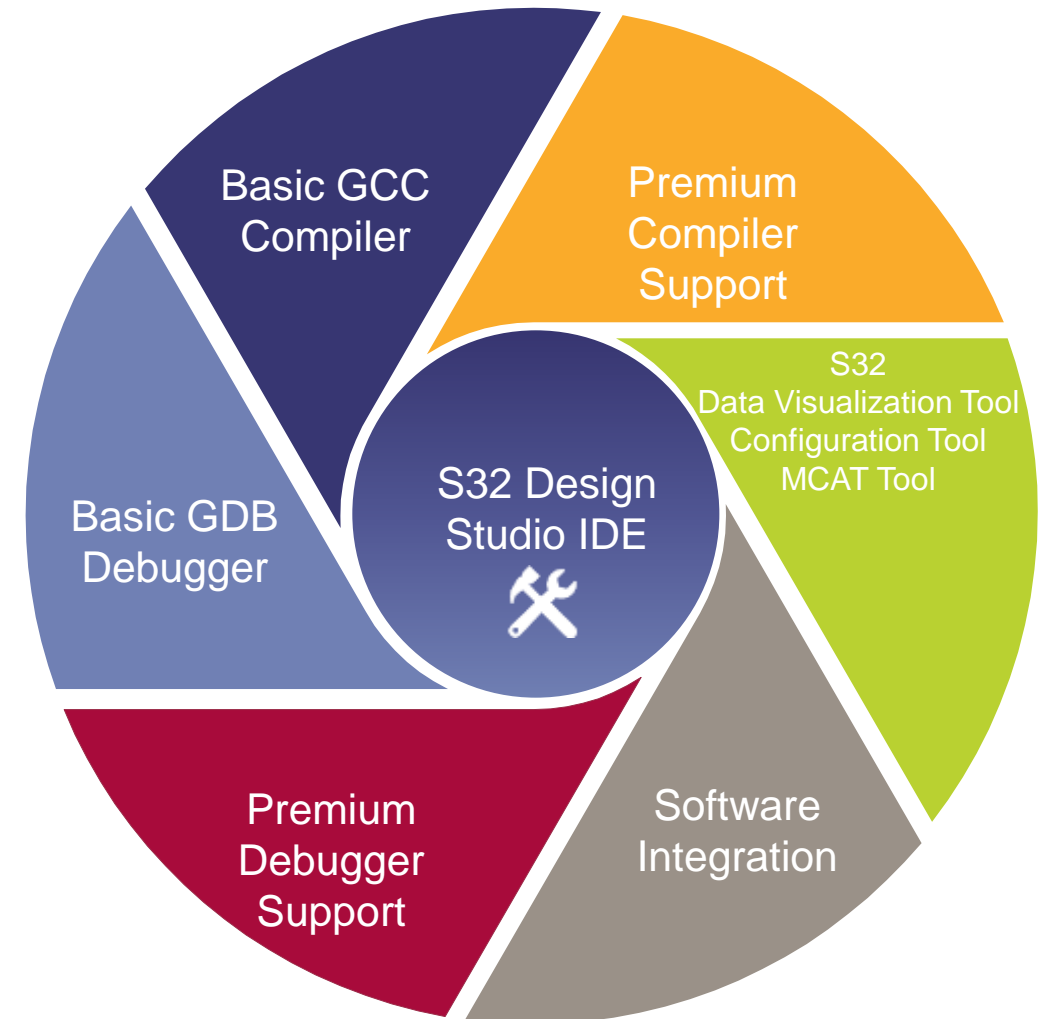 Basic GCC
Compiler
Premium
Compiler
Support
S32
Data Visualization Tool
Configuration Tool
MCAT Tool
S32 Design
Studio IDE
Basic GDB
Debugger
Software
Integration
Premium
Debugger
Support